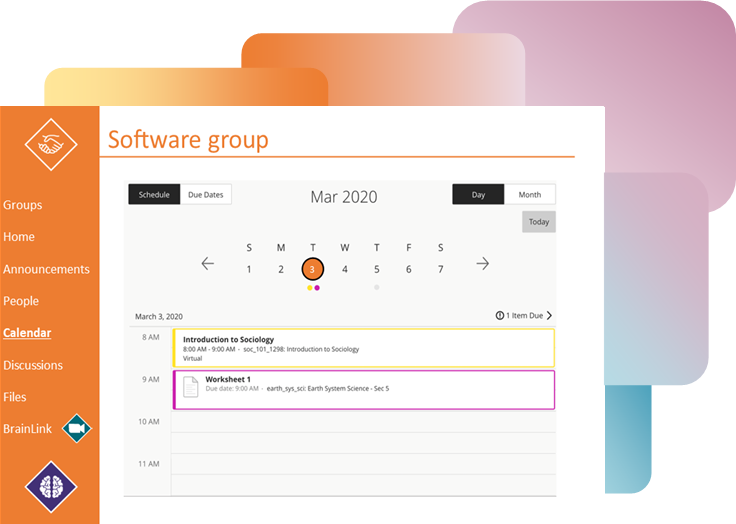 Software group
Groups
Home
Announcements
People
Calendar
Discussions
Files
BrainLink
Schedule Due Dates Mar 2020 Day Month
Today
S M T W T F S
1 2 3 4 5 6 7
March 3, 2020 1 Item Due
8 AM
Introduction to Sociology
8:00 AM - 9:00 AM · soc_101_1298: Introduction to Sociology
Virtual
9 AM
Worksheet 1
Due date: 9:00 AM · earth_sys_sci: Earth System Science - Sec 5
10 AM
11 AM